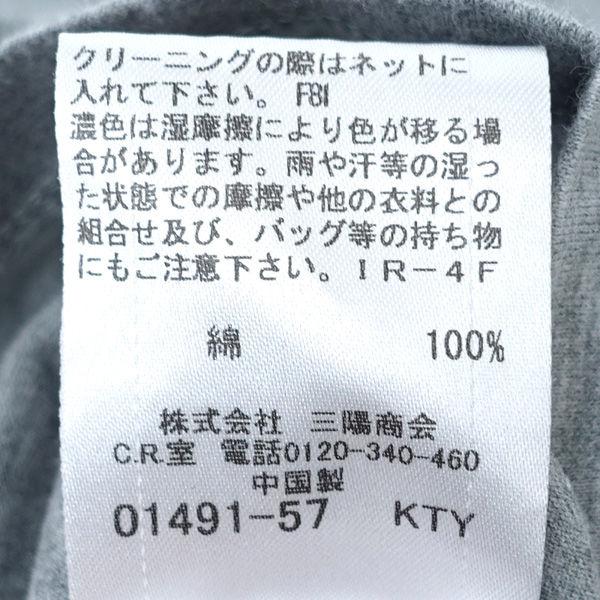 クリーニングの際はネットに
入れて下さい。 F8I
濃色は湿摩擦により色が移る場
合があります。雨や汗等の湿っ
た状態での摩擦や他の衣料との
組合せ及び、バッグ等の持ち物
にもご注意下さい。IR-4F
綿 100%
株式会社 三陽商会
C.R.室 電話0120-340-460
中国製
01491-57 KTY